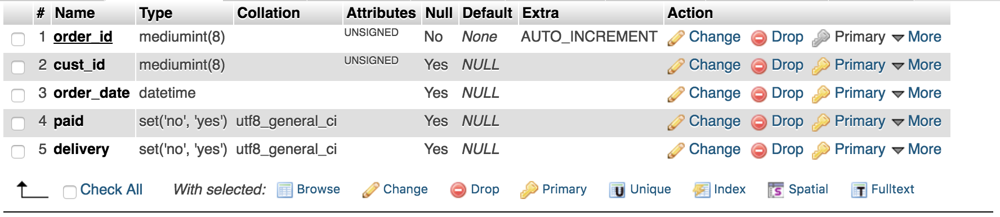 # Name Type Collation Attributes Null Default Extra Action
1 order_id mediumint(8) UNSIGNED No None AUTO_INCREMENT Change Drop Primary More
2 cust_id mediumint(8) UNSIGNED Yes NULL Change Drop Primary More
3 order_date datetime Yes NULL Change Drop Primary More
4 paid set('no', 'yes') utf8_general_ci Yes NULL Change Drop Primary More
5 delivery set('no', 'yes') utf8_general_ci Yes NULL Change Drop Primary More
Check All With selected: Browse Change Drop Primary Unique Index Spatial Fulltext